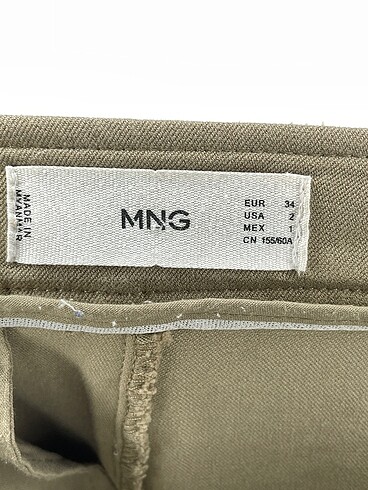 MADE IN
MYANMAR
MNG
EUR 34
USA 2
MEX 1
CN 155/60A